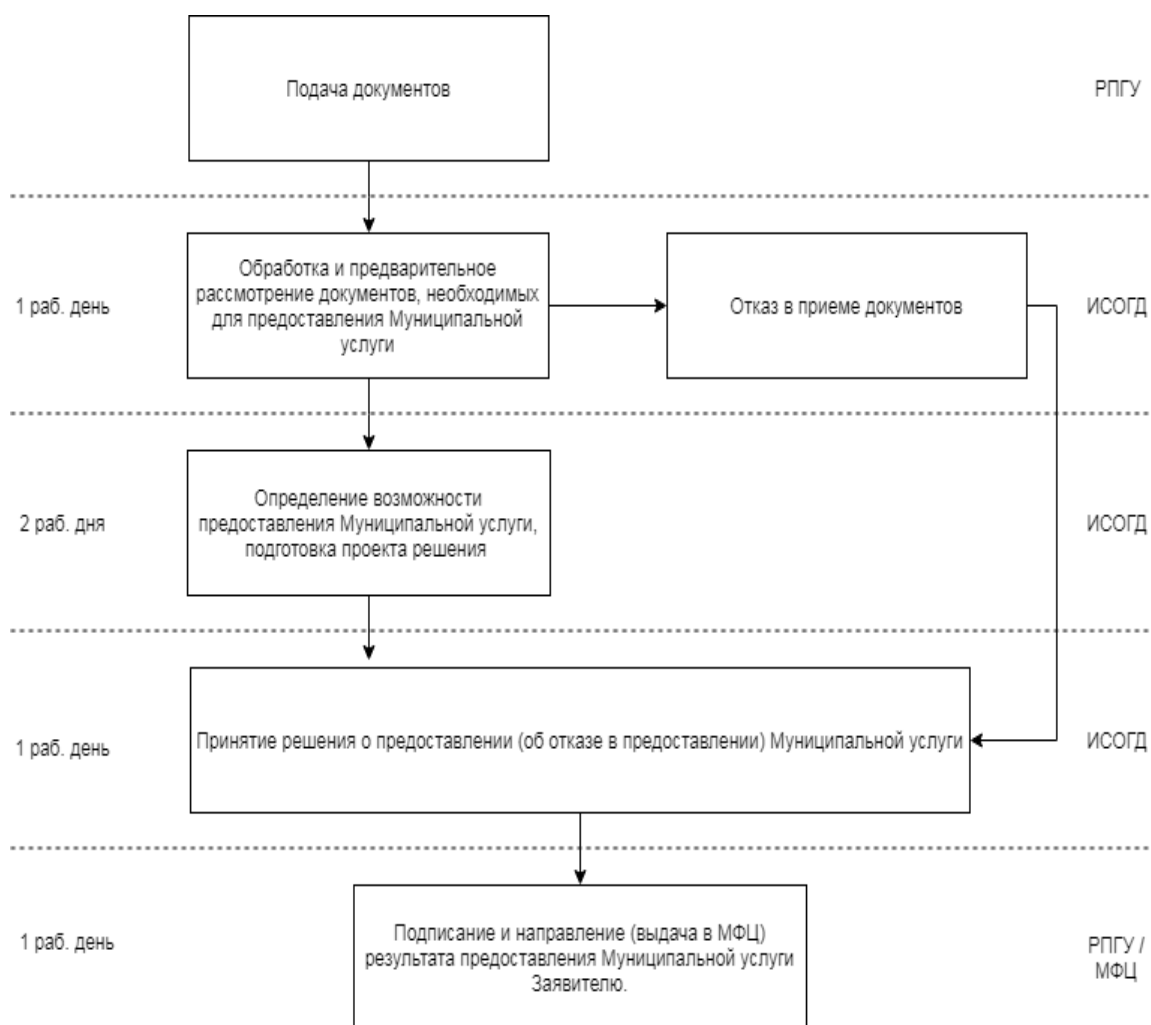 Подача документов
РПГУ
1 раб. день
Обработка и предварительное
рассмотрение документов, необходимых
для предоставления Муниципальной
услуги
Отказ в приеме документов
ИСОГД
2 раб. дня
Определение возможности
предоставления Муниципальной услуги,
подготовка проекта решения
ИСОГД
1 раб. день
Принятие решения о предоставлении (об отказе в предоставлении) Муниципальной услуги
ИСОГД
1 раб. день
Подписание и направление (выдача в МФЦ)
результата предоставления Муниципальной услуги
Заявителю.
РПГУ /
МФЦ